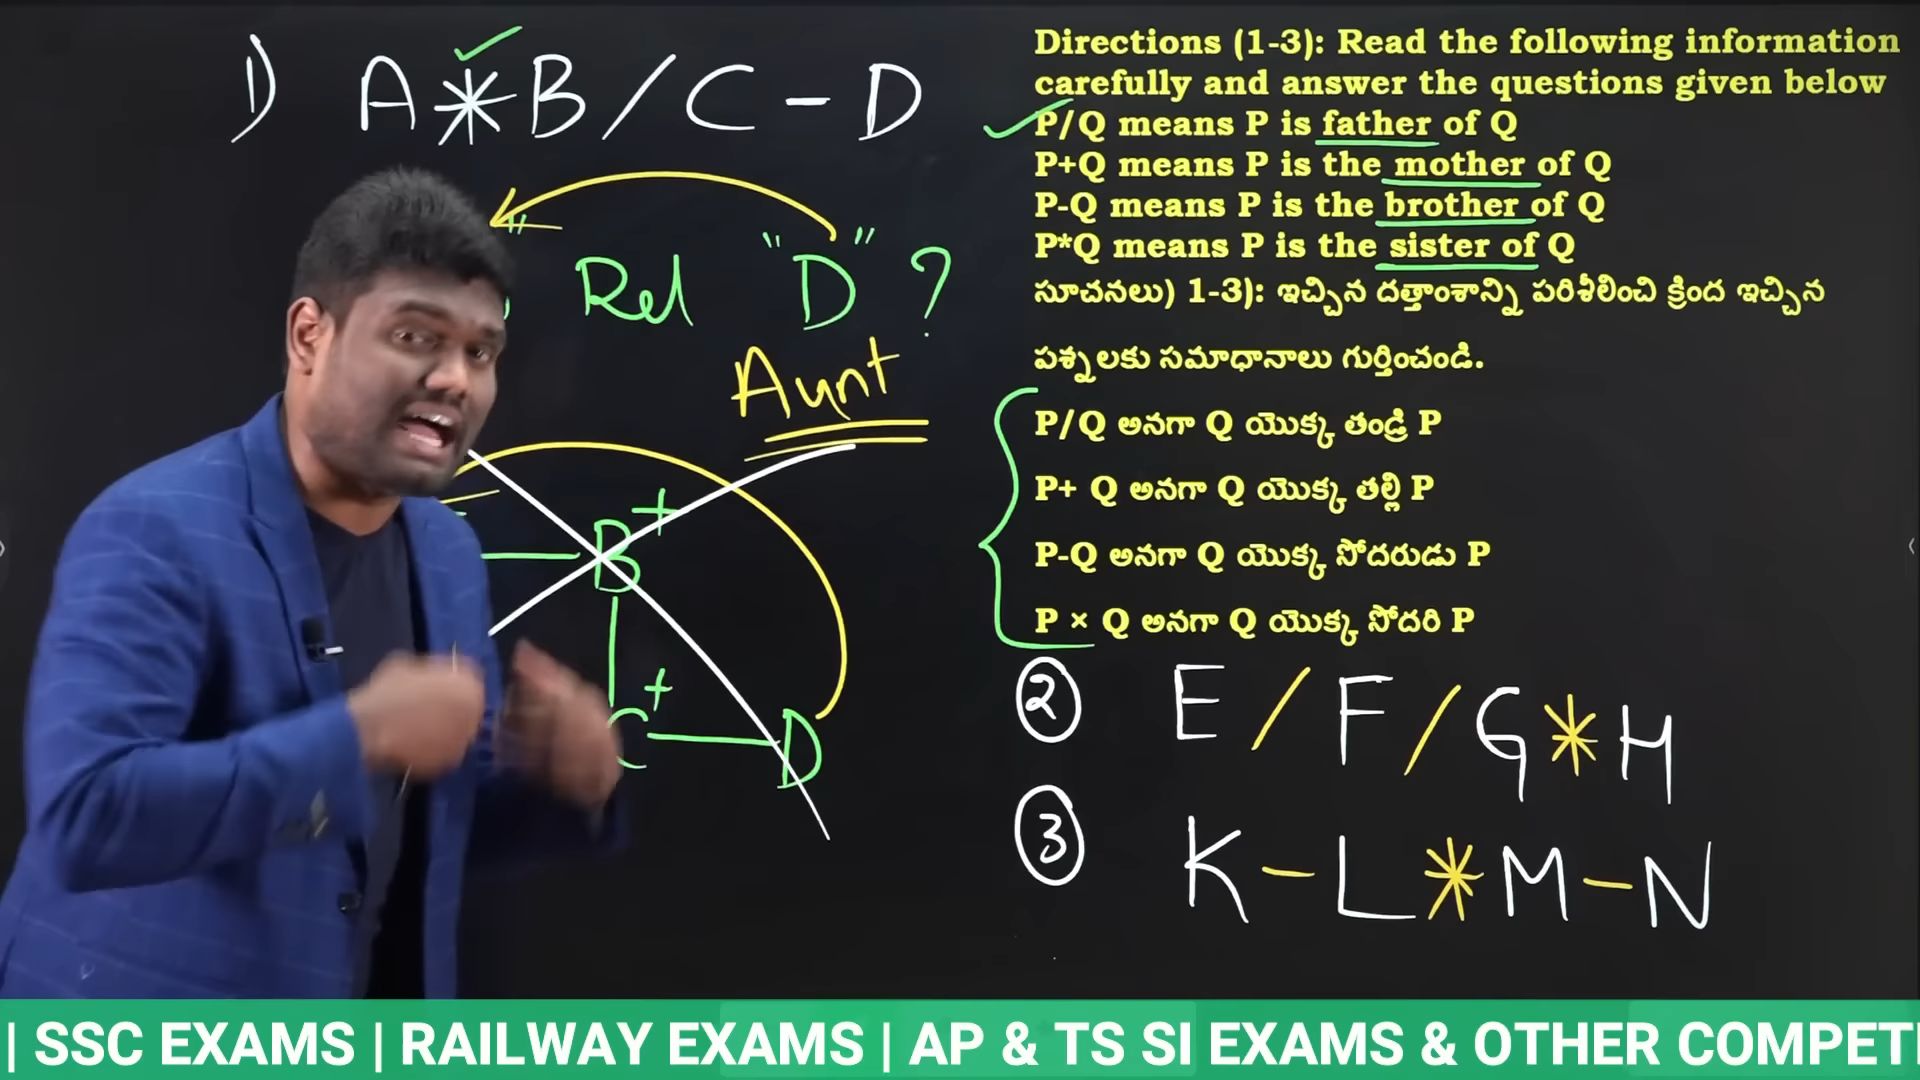 1) A * B / C - D
Rel "D" ?
Aunt
B +
C + D
Directions (1-3): Read the following information
carefully and answer the questions given below
P/Q means P is father of Q
P+Q means P is the mother of Q
P-Q means P is the brother of Q
P*Q means P is the sister of Q
సూచనలు) 1-3): ఇచ్చిన దత్తాంశాన్ని పరిశీలించి క్రింద ఇచ్చిన
పశ్నలకు సమాధానాలు గుర్తించండి.
P/Q అనగా Q యొక్క తండ్రి P
P+ Q అనగా Q యొక్క తల్లి P
P-Q అనగా Q యొక్క సోదరుడు P
P × Q అనగా Q యొక్క సోదరి P
2 E / F / G * H
3 K - L * M - N
| SSC EXAMS | RAILWAY EXAMS | AP & TS SI EXAMS & OTHER COMPETI